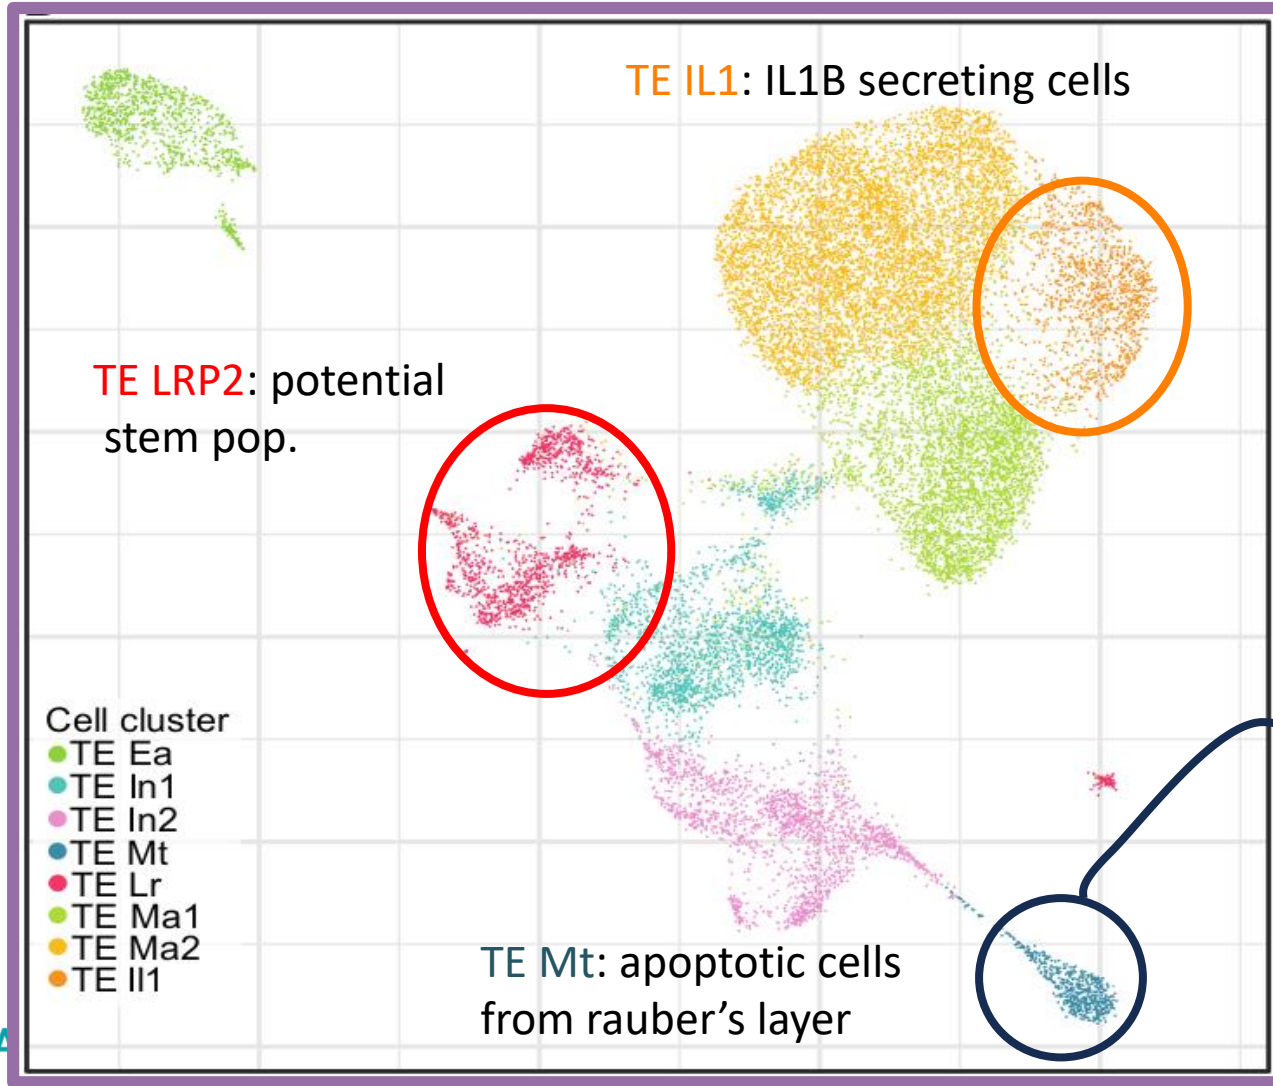 TE IL1: IL1B secreting cells
TE LRP2: potential
stem pop.
Cell cluster
TE Ea
TE In1
TE In2
TE Mt
TE Lr
TE Ma1
TE Ma2
TE Il1
TE Mt: apoptotic cells
from rauber’s layer